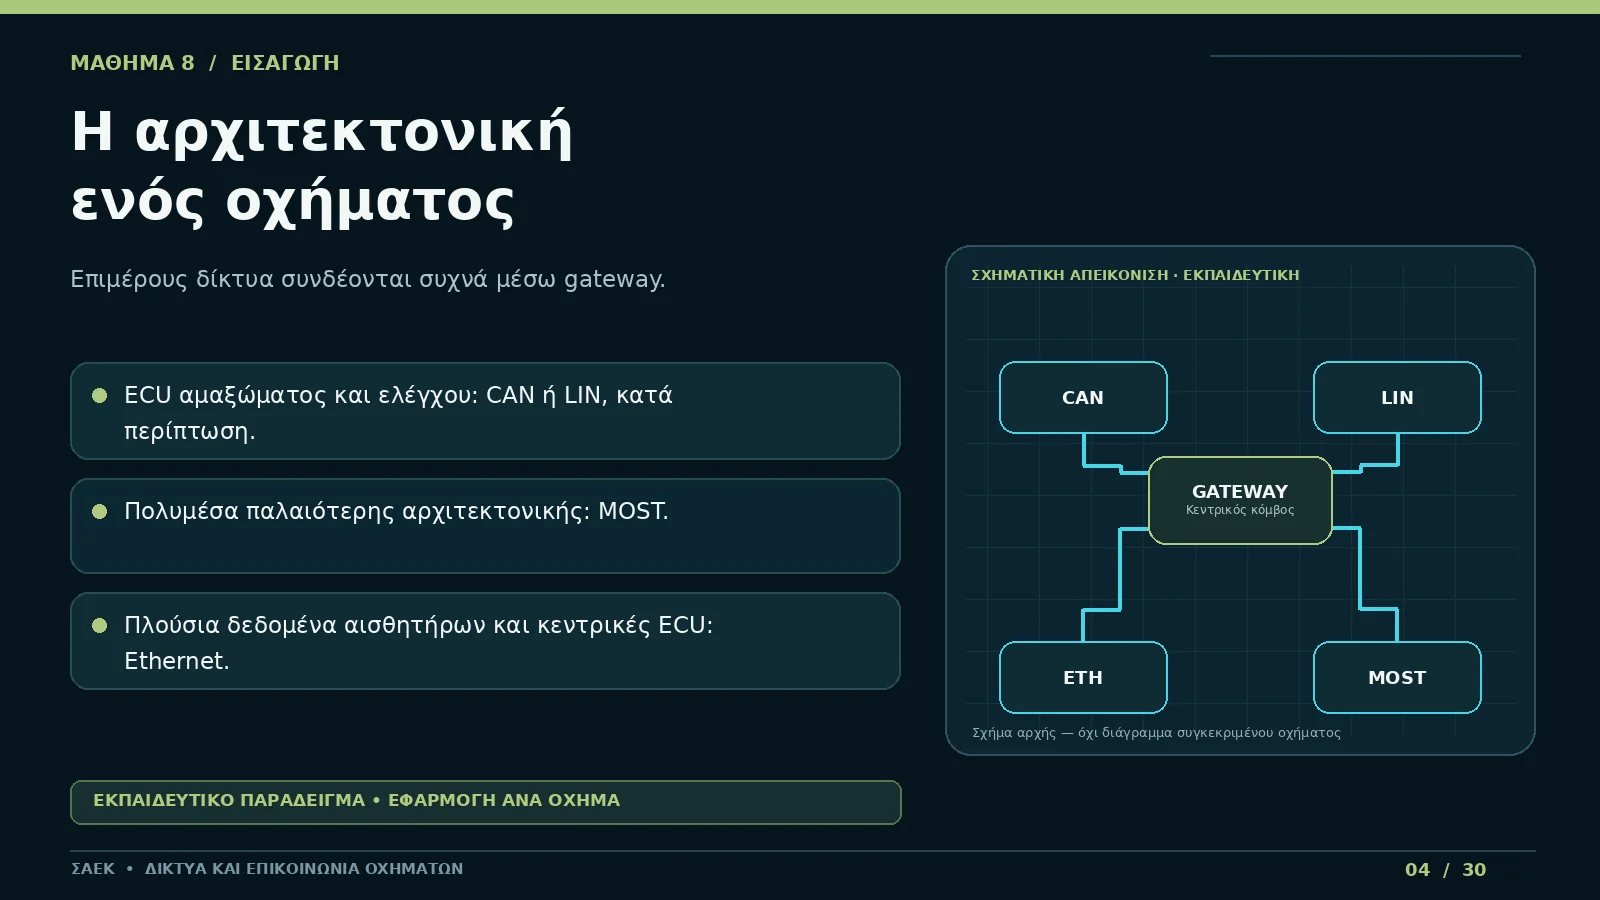 ΜΑΘΗΜΑ 8 / ΕΙΣΑΓΩΓΗ
Η αρχιτεκτονική
ενός οχήματος
Επιμέρους δίκτυα συνδέονται συχνά μέσω gateway.
ECU αμαξώματος και ελέγχου: CAN ή LIN, κατά
περίπτωση.
Πολυμέσα παλαιότερης αρχιτεκτονικής: MOST.
Πλούσια δεδομένα αισθητήρων και κεντρικές ECU:
Ethernet.
ΕΚΠΑΙΔΕΥΤΙΚΟ ΠΑΡΑΔΕΙΓΜΑ • ΕΦΑΡΜΟΓΗ ΑΝΑ ΟΧΗΜΑ
ΣΧΗΜΑΤΙΚΗ ΑΠΕΙΚΟΝΙΣΗ · ΕΚΠΑΙΔΕΥΤΙΚΗ
CAN
LIN
GATEWAY
Κεντρικός κόμβος
ETH
MOST
Σχήμα αρχής — όχι διάγραμμα συγκεκριμένου οχήματος
ΣΑΕΚ • ΔΙΚΤΥΑ ΚΑΙ ΕΠΙΚΟΙΝΩΝΙΑ ΟΧΗΜΑΤΩΝ
04 / 30